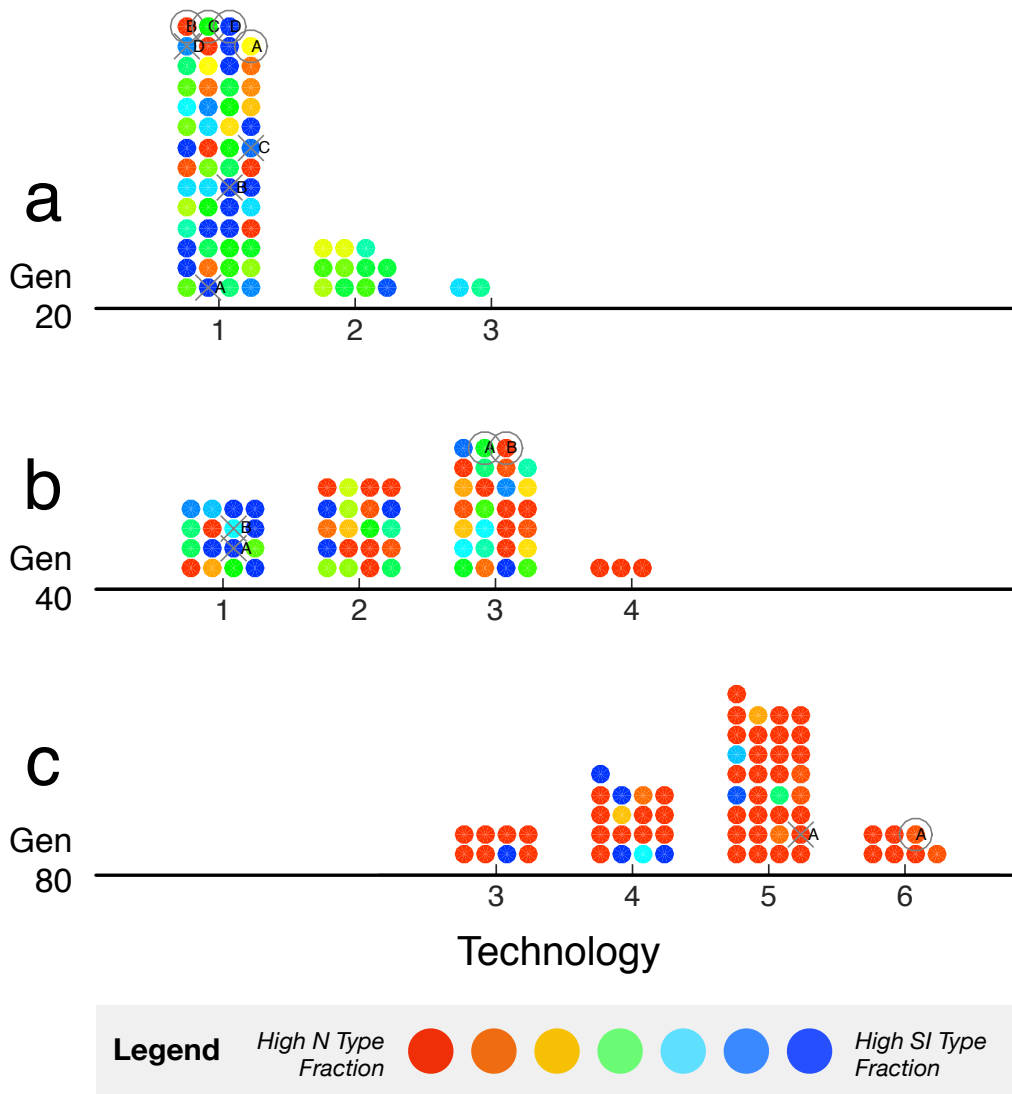 B C D
D A
a
C
B
A
Gen
20
1 2 3
b
A B
B
A
Gen
40
1 2 3 4
c
Gen
80
A A
3 4 5 6
Technology
Legend
High N Type
Fraction
High SI Type
Fraction